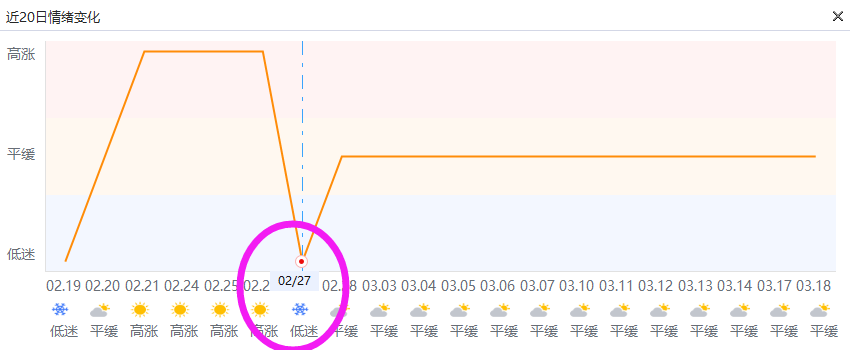 近20日情绪变化
高涨
平缓
低迷
02/27
02.19 02.20 02.21 02.24 02.25 02.2 02.28 03.03 03.04 03.05 03.06 03.07 03.10 03.11 03.12 03.13 03.14 03.17 03.18
低迷 平缓 高涨 高涨 高涨 高涨 低迷 平缓 平缓 平缓 平缓 平缓 平缓 平缓 平缓 平缓 平缓 平缓 平缓 平缓